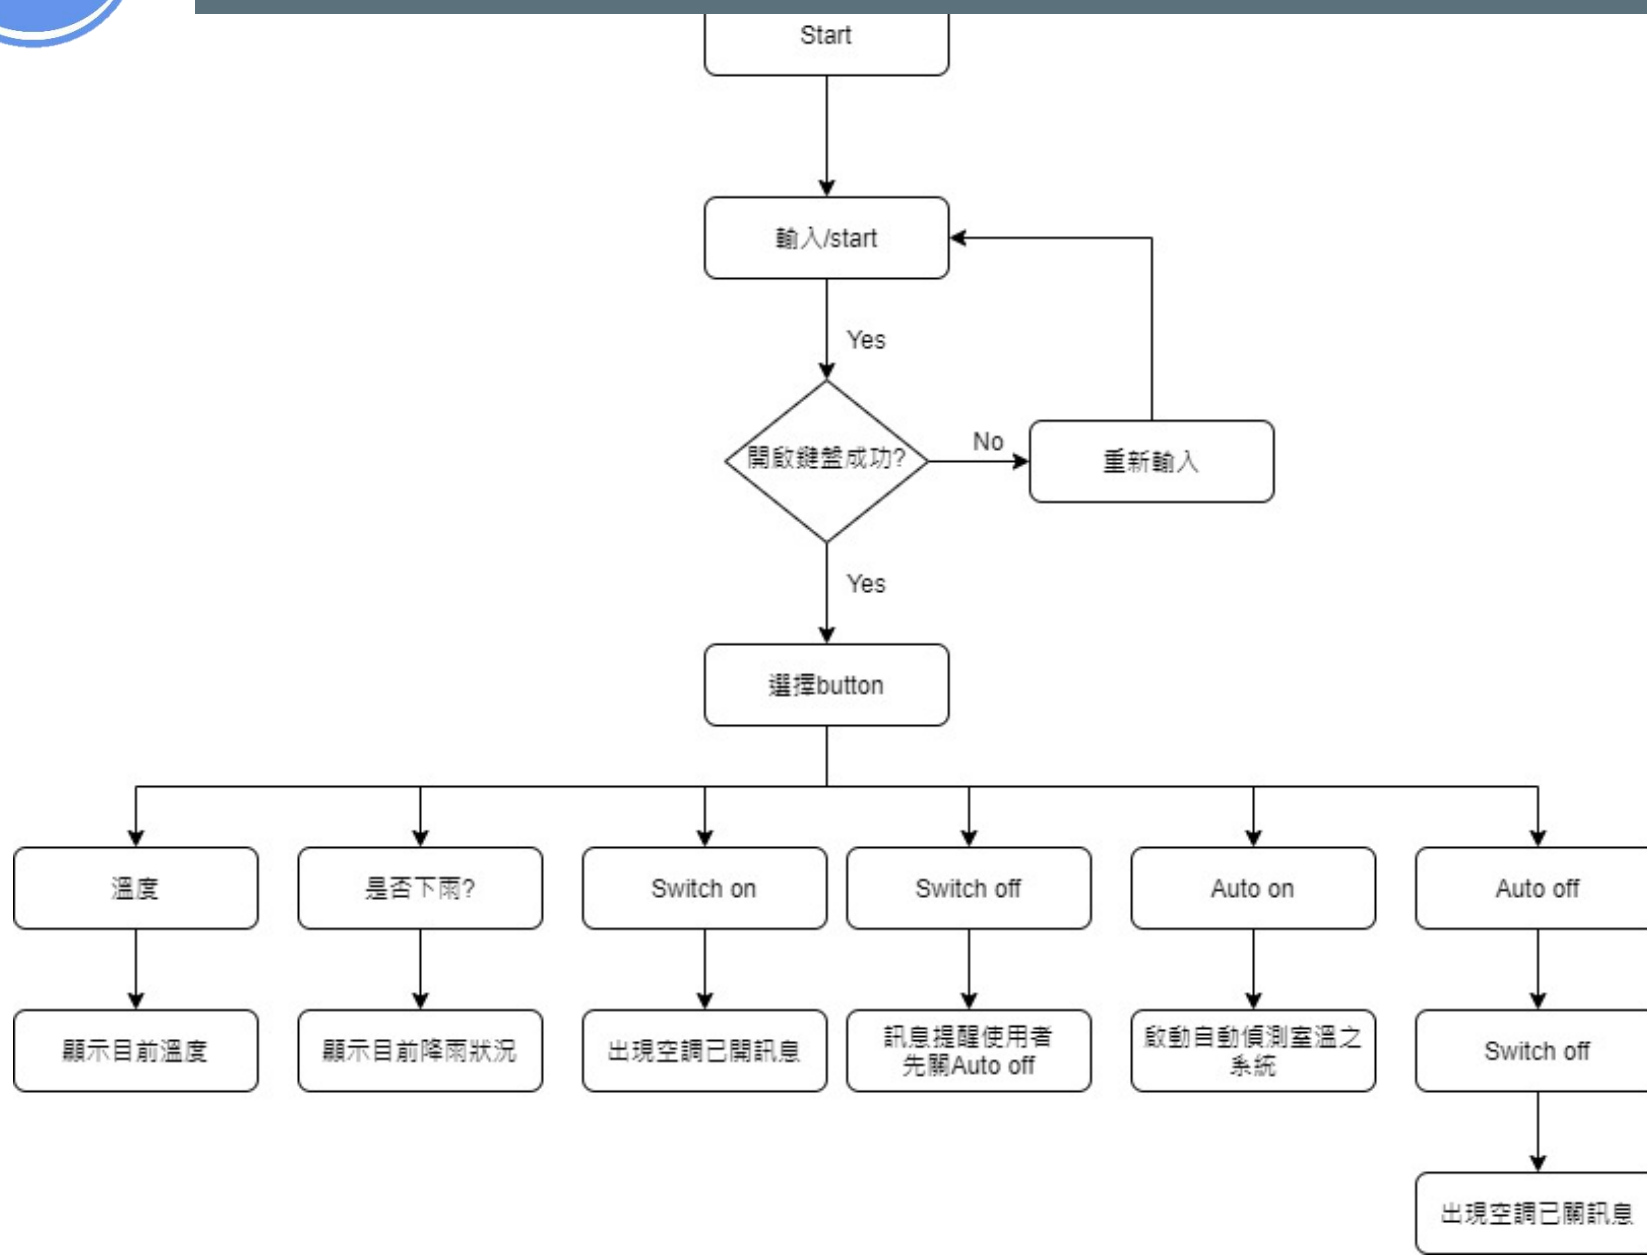 Start
輸入/start
Yes
開啟鍵盤成功?
No
重新輸入
Yes
選擇button
溫度
是否下雨?
Switch on
Switch off
Auto on
Auto off
顯示目前溫度
顯示目前降雨狀況
出現空調已開訊息
訊息提醒使用者
先關Auto off
啟動自動偵測室溫之
系統
Switch off
出現空調已關訊息